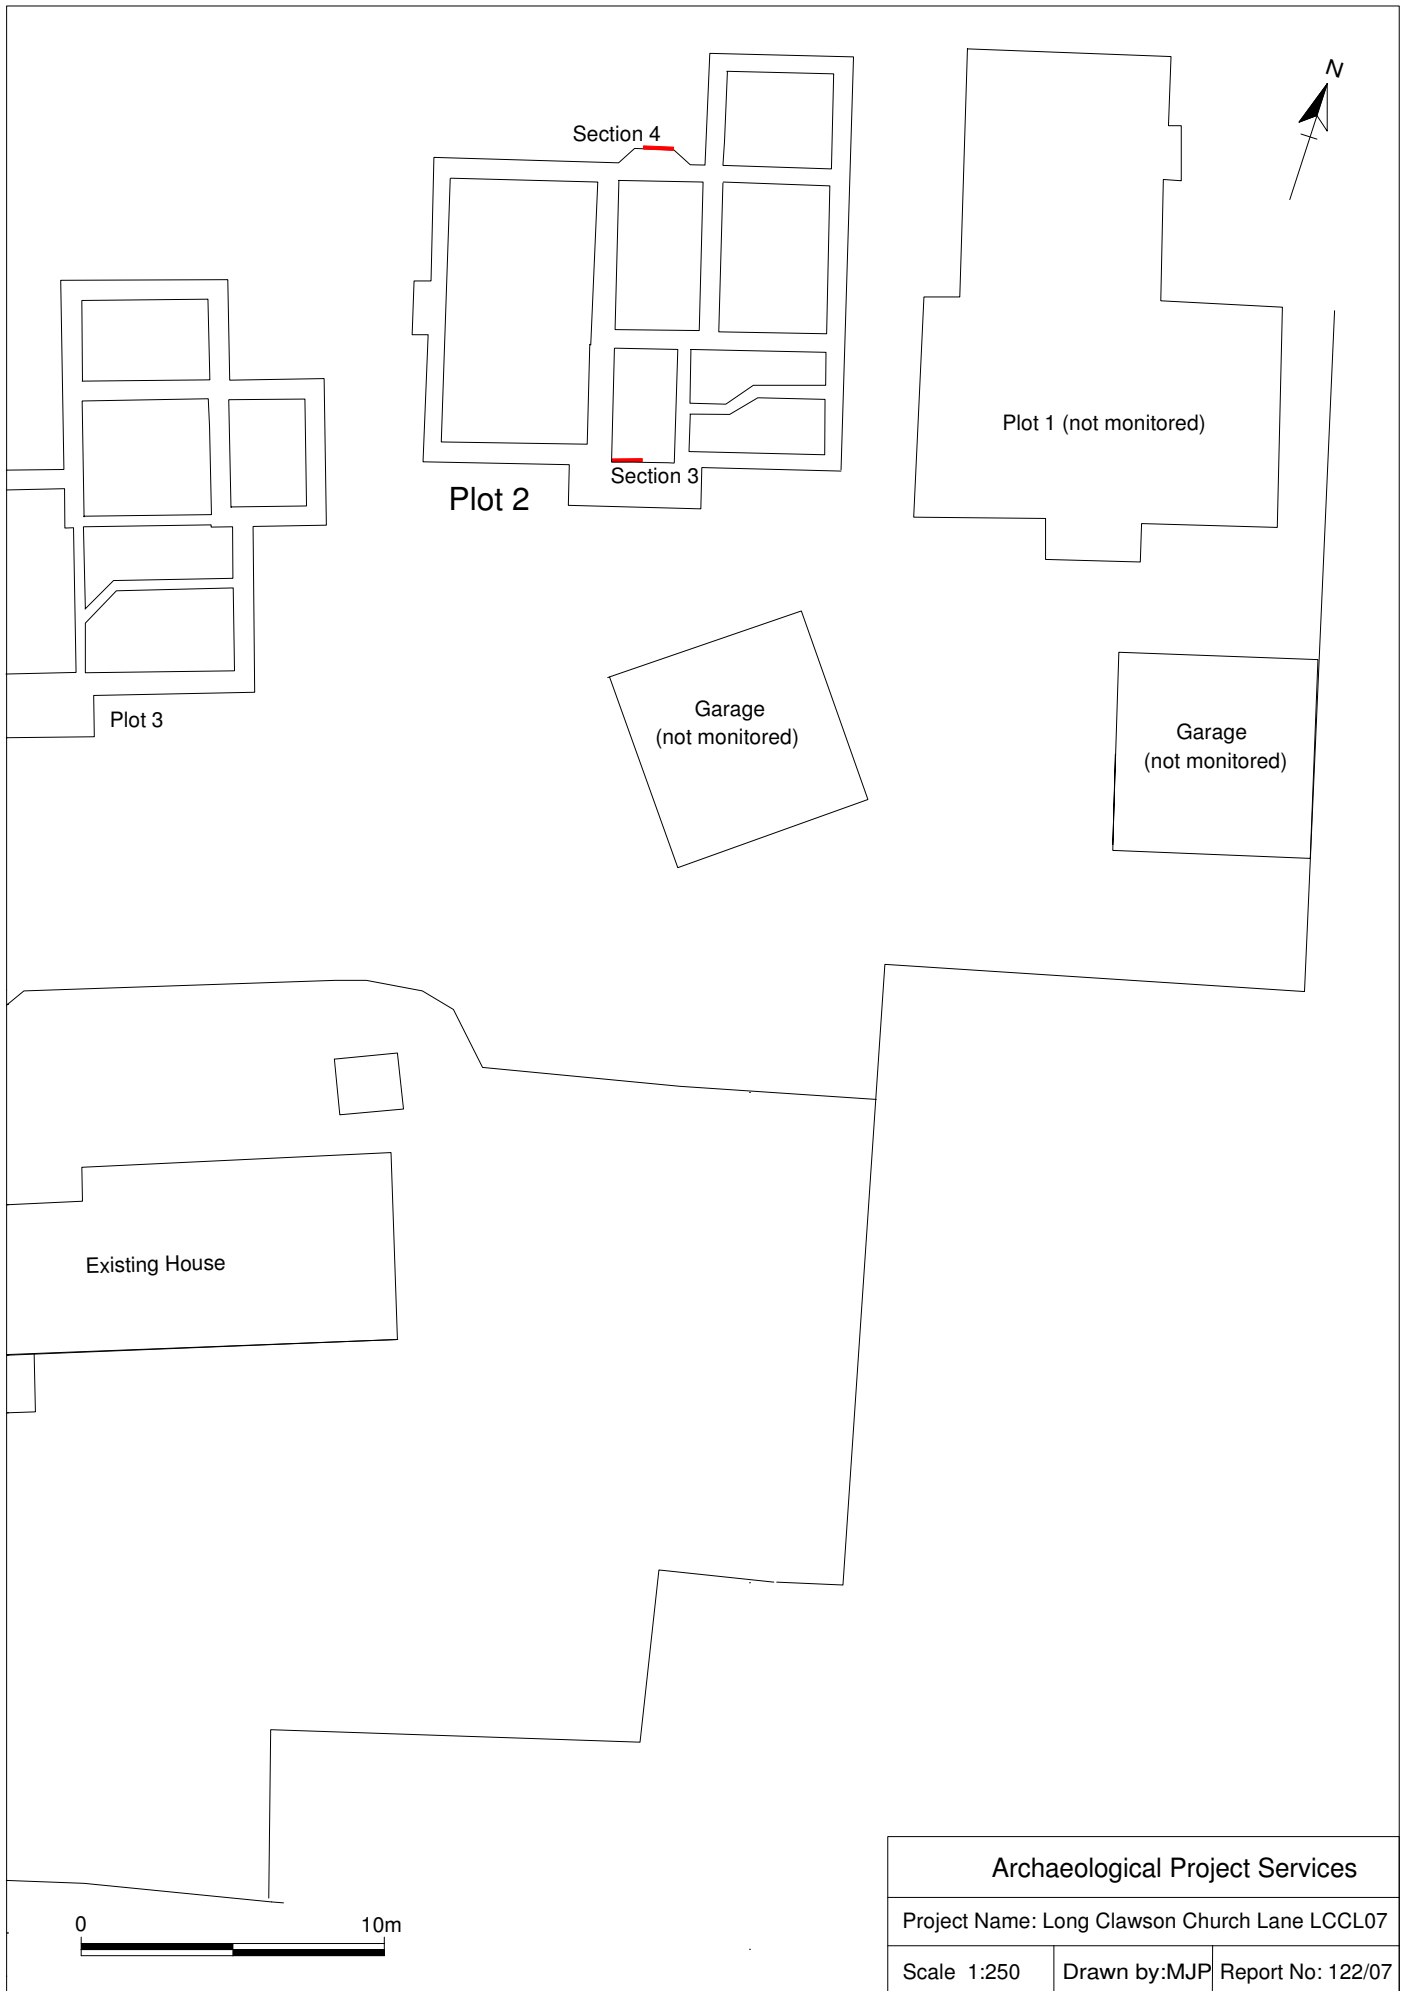 N
Section 4
Plot 1 (not monitored)
Section 3
Plot 2
Garage
(not monitored)
Plot 3
Garage
(not monitored)
Existing House
0 10m
Archaeological Project Services
Project Name: Long Clawson Church Lane LCCL07
Scale 1:250 Drawn by:MJP Report No: 122/07